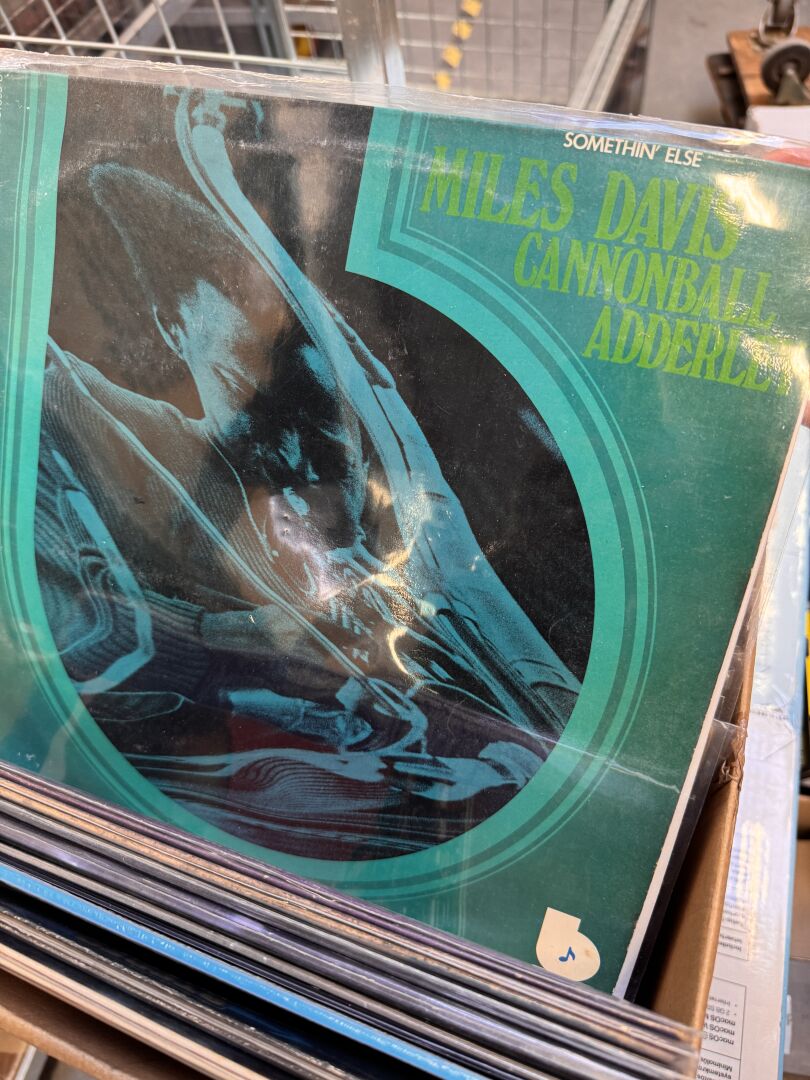 SOMETHIN' ELSE
MILES DAVIS
CANNONBALL
ADDERLEY